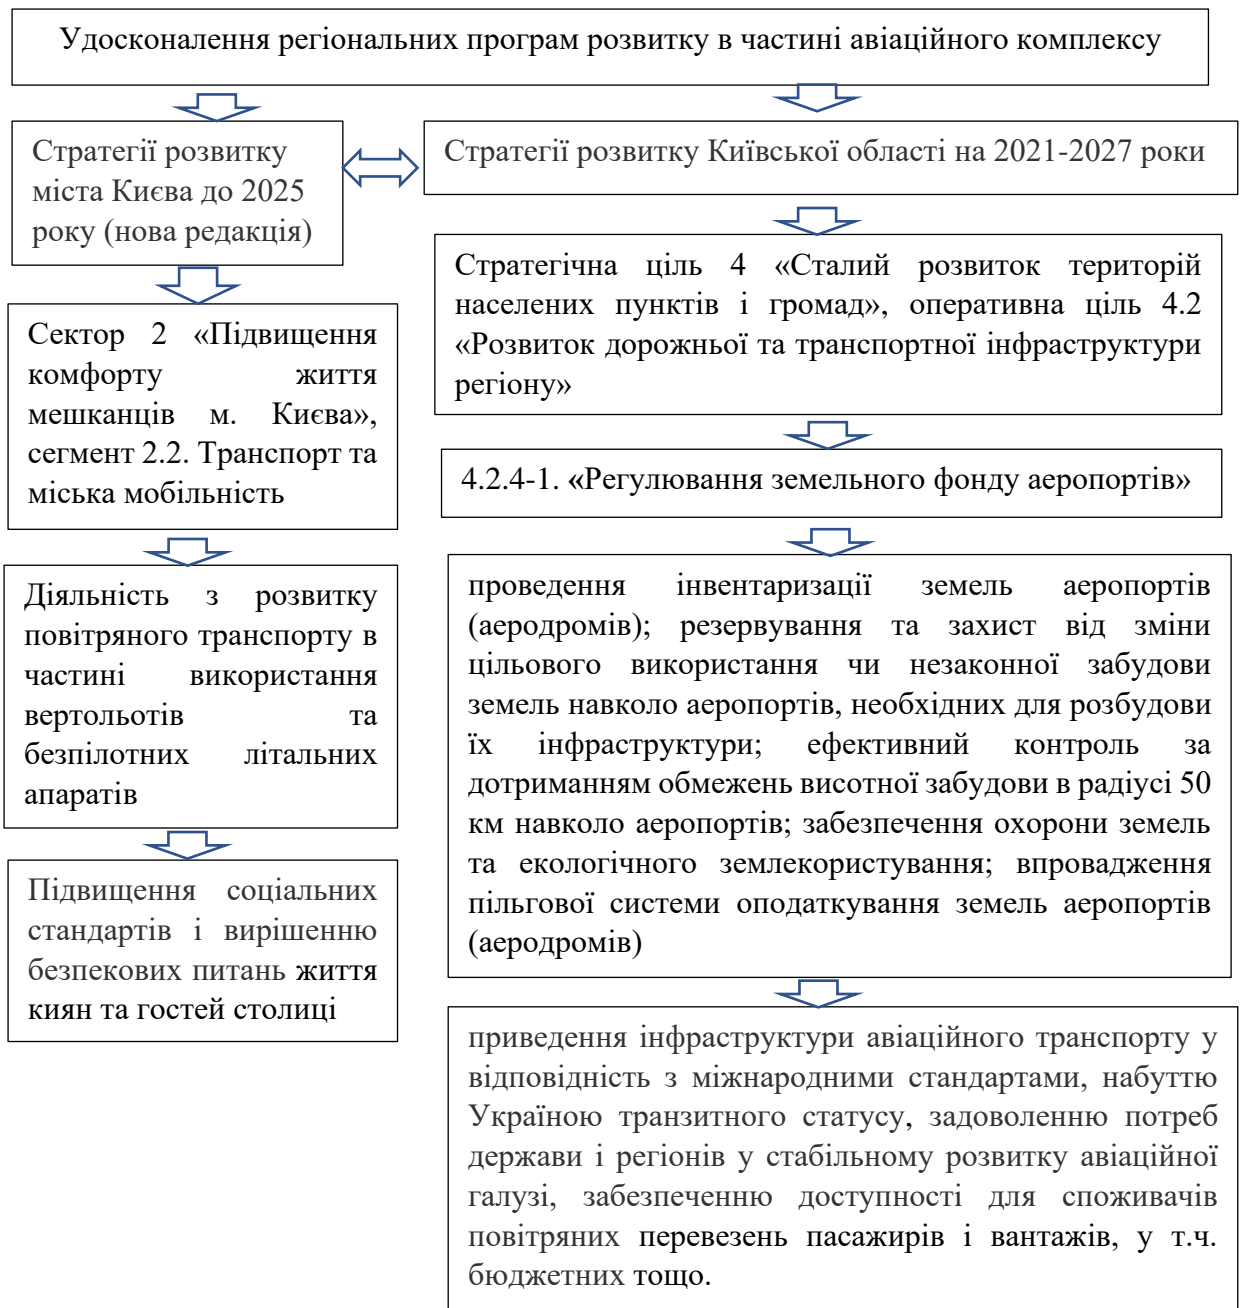 Удосконалення регіональних програм розвитку в частині авіаційного комплексу
Стратегії розвитку
міста Києва до 2025
року (нова редакція)
Стратегії розвитку Київської області на 2021-2027 роки
Сектор 2 «Підвищення
комфорту життя
мешканців м. Києва»,
сегмент 2.2. Транспорт та
міська мобільність
Діяльність з розвитку
повітряного транспорту в
частині використання
вертольотів та
безпілотних літальних
апаратів
Підвищення соціальних
стандартів і вирішенню
безпекових питань життя
киян та гостей столиці
Стратегічна ціль 4 «Сталий розвиток територій
населених пунктів і громад», оперативна ціль 4.2
«Розвиток дорожньої та транспортної інфраструктури
регіону»
4.2.4-1. «Регулювання земельного фонду аеропортів»
проведення інвентаризації земель аеропортів
(аеродромів); резервування та захист від зміни
цільового використання чи незаконної забудови
земель навколо аеропортів, необхідних для розбудови
їх інфраструктури; ефективний контроль за
дотриманням обмежень висотної забудови в радіусі 50
км навколо аеропортів; забезпечення охорони земель
та екологічного землекористування; впровадження
пільгової системи оподаткування земель аеропортів
(аеродромів)
приведення інфраструктури авіаційного транспорту у
відповідність з міжнародними стандартами, набуттю
Україною транзитного статусу, задоволенню потреб
держави і регіонів у стабільному розвитку авіаційної
галузі, забезпеченню доступності для споживачів
повітряних перевезень пасажирів і вантажів, у т.ч.
бюджетних тощо.